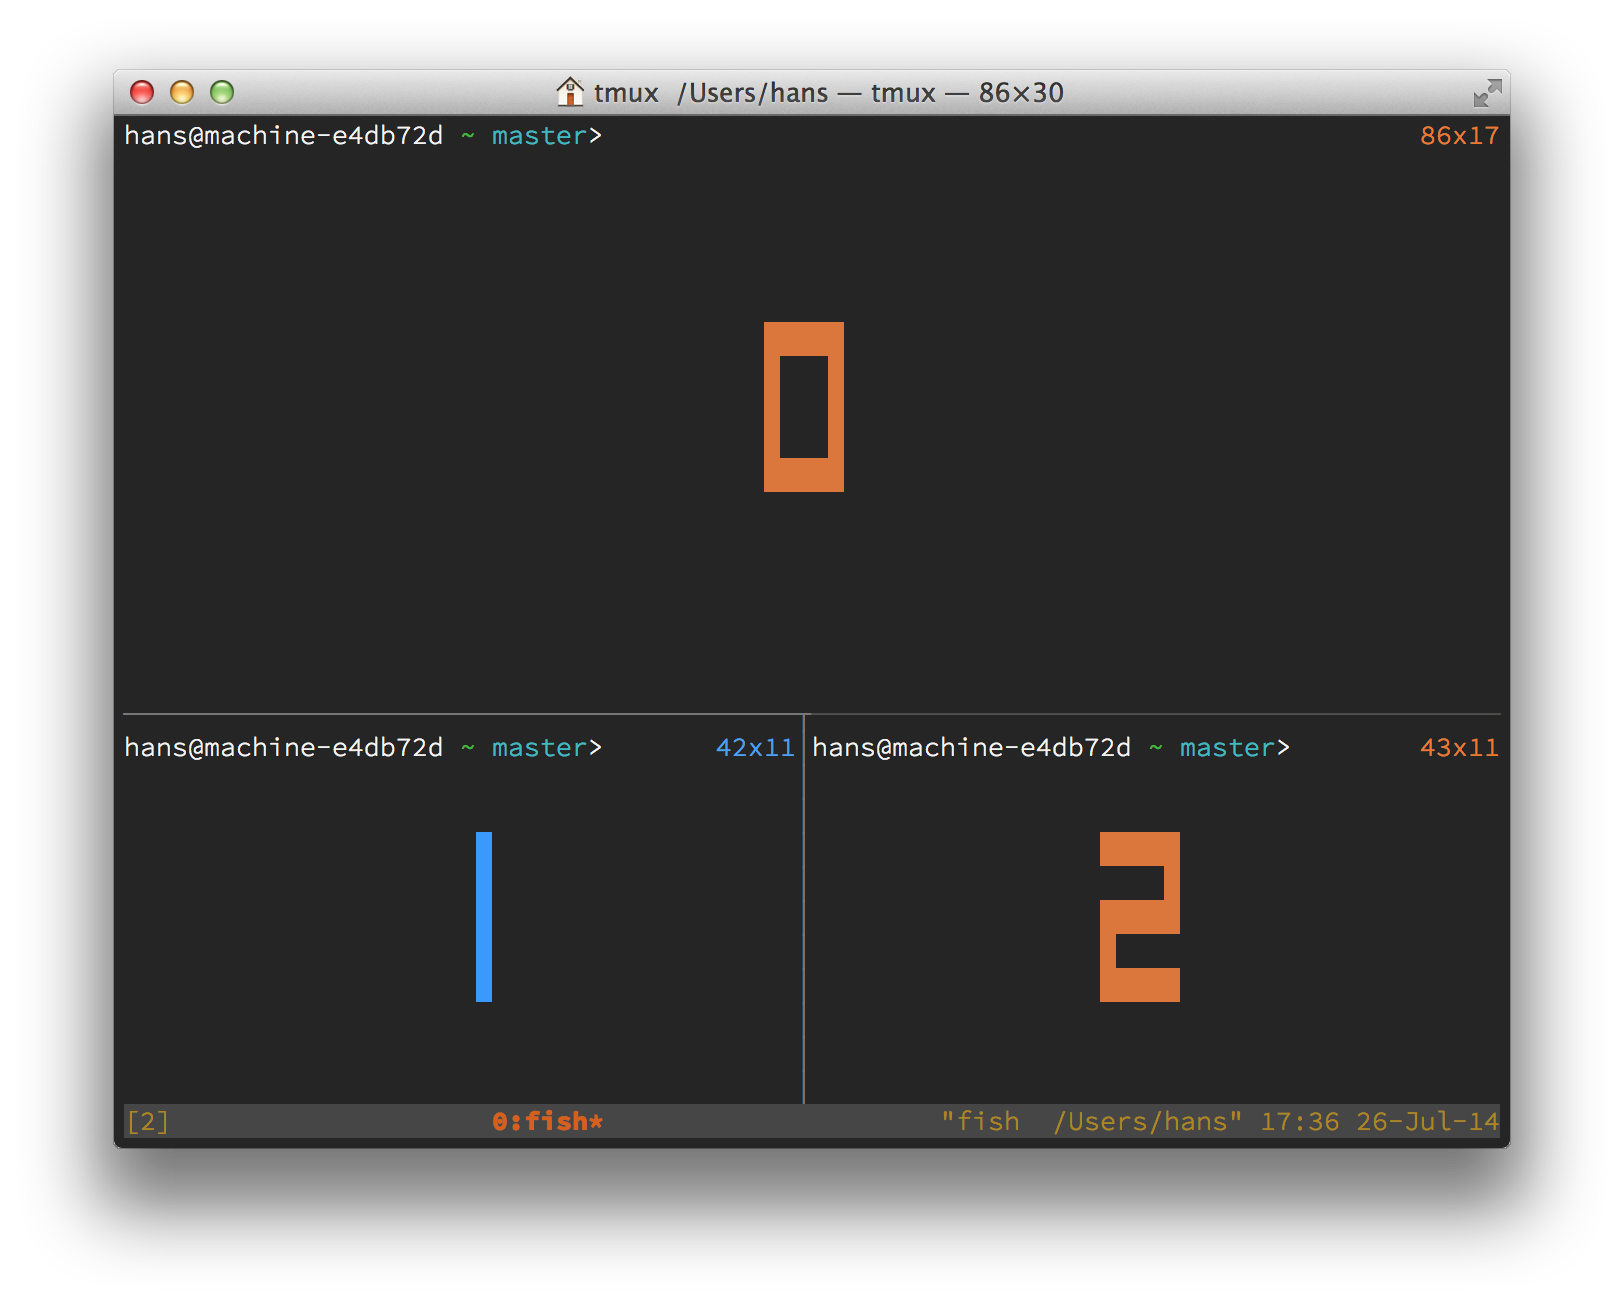 tmux  /Users/hans — tmux — 86×30
hans@machine-e4db72d ~ master> 86x17
0
hans@machine-e4db72d ~ master> 42x11
1
hans@machine-e4db72d ~ master> 43x11
2
[2] 0:fish* "fish  /Users/hans" 17:36 26-Jul-14